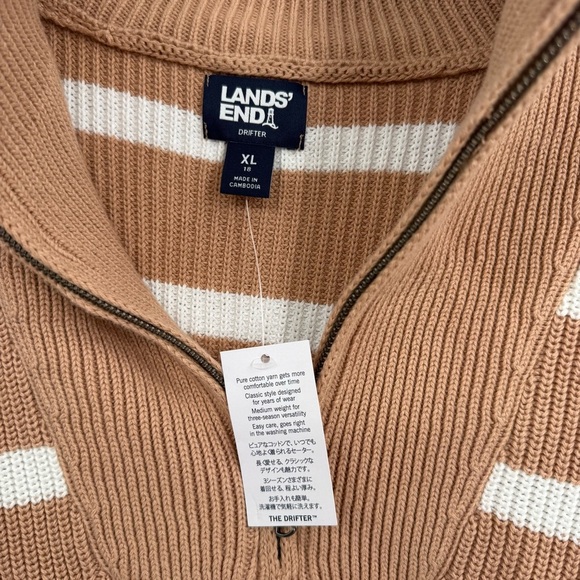 LANDS'
END
DRIFTER
XL
18
MADE IN
CAMBODIA
Pure cotton yarn gets more
comfortable over time
Classic style designed
for years of wear
Medium weight for
three-season versatility
Easy care, goes right
in the washing machine
ピュアなコットンで、いつでも
心地よく着られるセーター。
長く愛せる、クラシックな
デザインも魅力です。
3シーズンさまざまに
着回せる、程よい厚み。
お手入れも簡単。
洗濯機で気軽に洗えます。
THE DRIFTER™